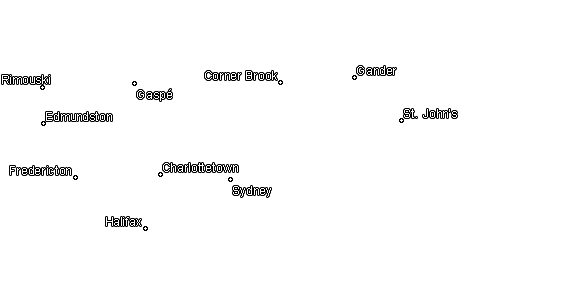 Gander
Corner Brook
Rimouski
Gaspé
St. John's
Edmundston
Charlottetown
Fredericton
Sydney
Halifax